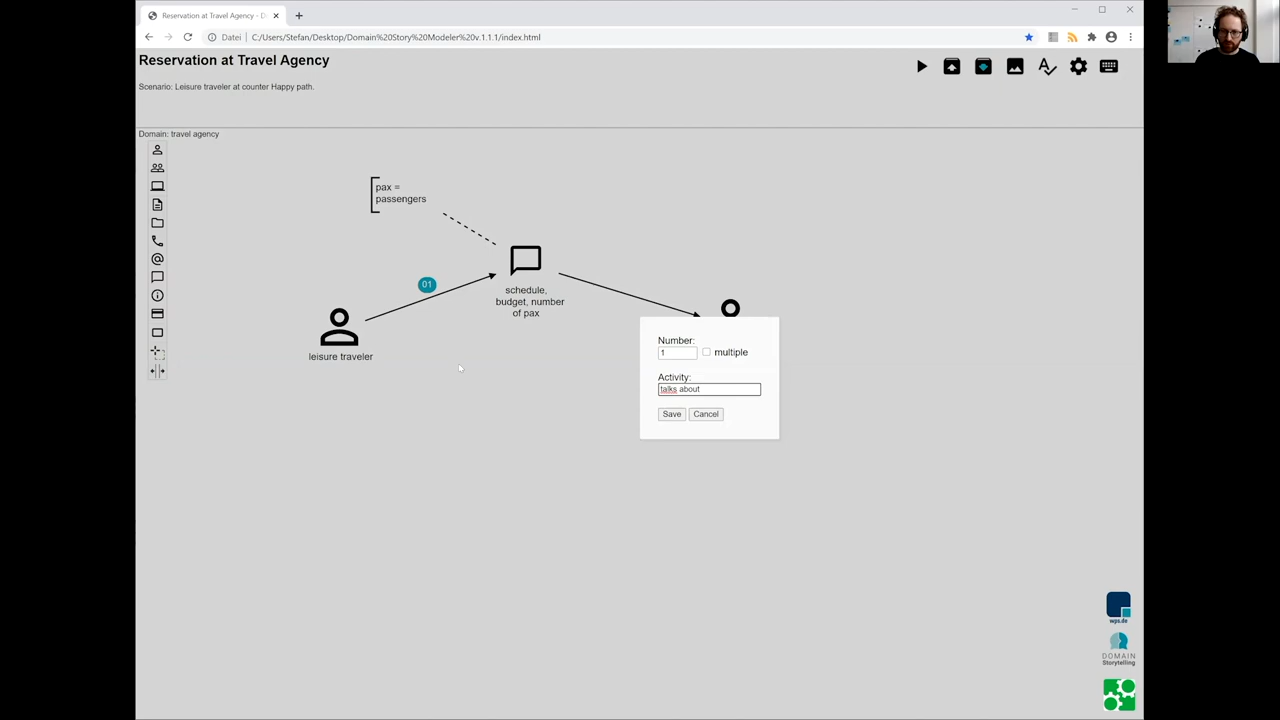 Reservation at Travel Agency - D
Datei
C:/Users/Stefan/Desktop/Domain%20Story%20Modeler%20v.1.1.1/index.html
Reservation at Travel Agency
Scenario: Leisure traveler at counter Happy path.
Domain: travel agency
pax =
passengers
01
schedule,
budget, number
of pax
leisure traveler
Number:
1
multiple
Activity:
talks about
Save
Cancel
wps.de
DOMAIN
Storytelling